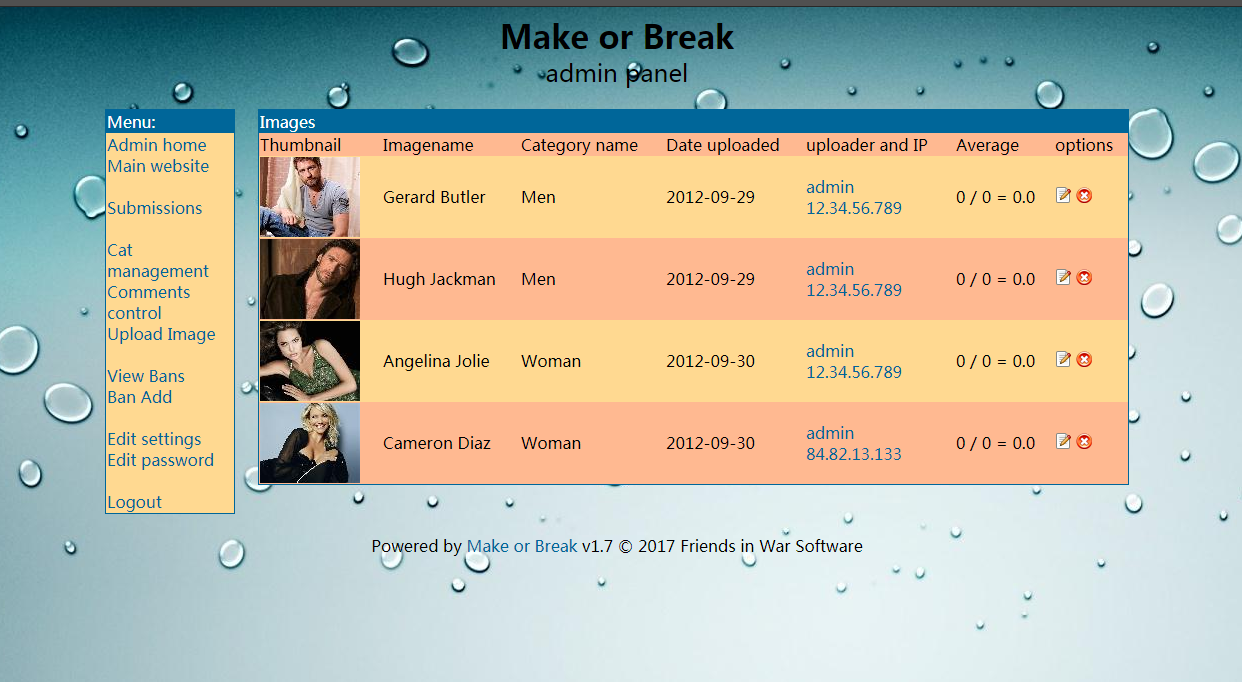 Make or Break
admin panel
Menu:
Admin home
Main website
Submissions
Cat
management
Comments
control
Upload Image
View Bans
Ban Add
Edit settings
Edit password
Logout
Images
Thumbnail Imagename Category name Date uploaded uploader and IP Average options
Gerard Butler Men 2012-09-29 admin 0 / 0 = 0.0
12.34.56.789
Hugh Jackman Men 2012-09-29 admin 0 / 0 = 0.0
12.34.56.789
Angelina Jolie Woman 2012-09-30 admin 0 / 0 = 0.0
12.34.56.789
Cameron Diaz Woman 2012-09-30 admin 0 / 0 = 0.0
84.82.13.133
Powered by Make or Break v1.7 © 2017 Friends in War Software